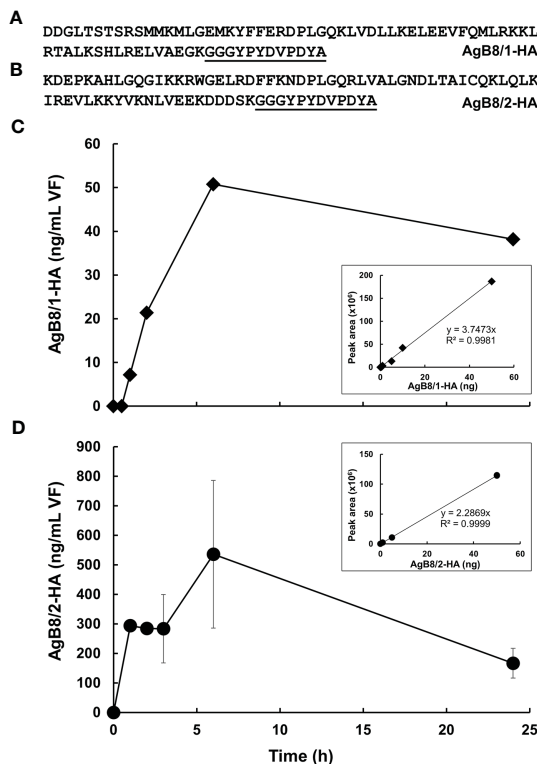 A
DDGLTSTSRSMMKMLGEMKYFFERDPLGQKLVDLLKELEEVFQMLRKKL
RTALKSHLRELVAEGKGGGYPYDVPDYA AgB8/1-HA
B
KDEPKAHLGQGIKKRWGELRDFFKNDPLGQRLVALGNDLTAICQKLQLK
IREVLKKYVKNLVEEKDDDSKGGGYPYDVPDYA AgB8/2-HA
C
AgB8/1-HA (ng/mL VF)
60
50
40
30
20
10
0
Peak area (x10⁶)
200
150
100
50
0
y = 3.7473x
R² = 0.9981
0 20 40 60
AgB8/1-HA (ng)
D
AgB8/2-HA (ng/mL VF)
900
800
700
600
500
400
300
200
100
0
Peak area (x10⁶)
150
100
50
0
y = 2.2869x
R² = 0.9999
0 20 40 60
AgB8/2-HA (ng)
0 5 10 15 20 25
Time (h)